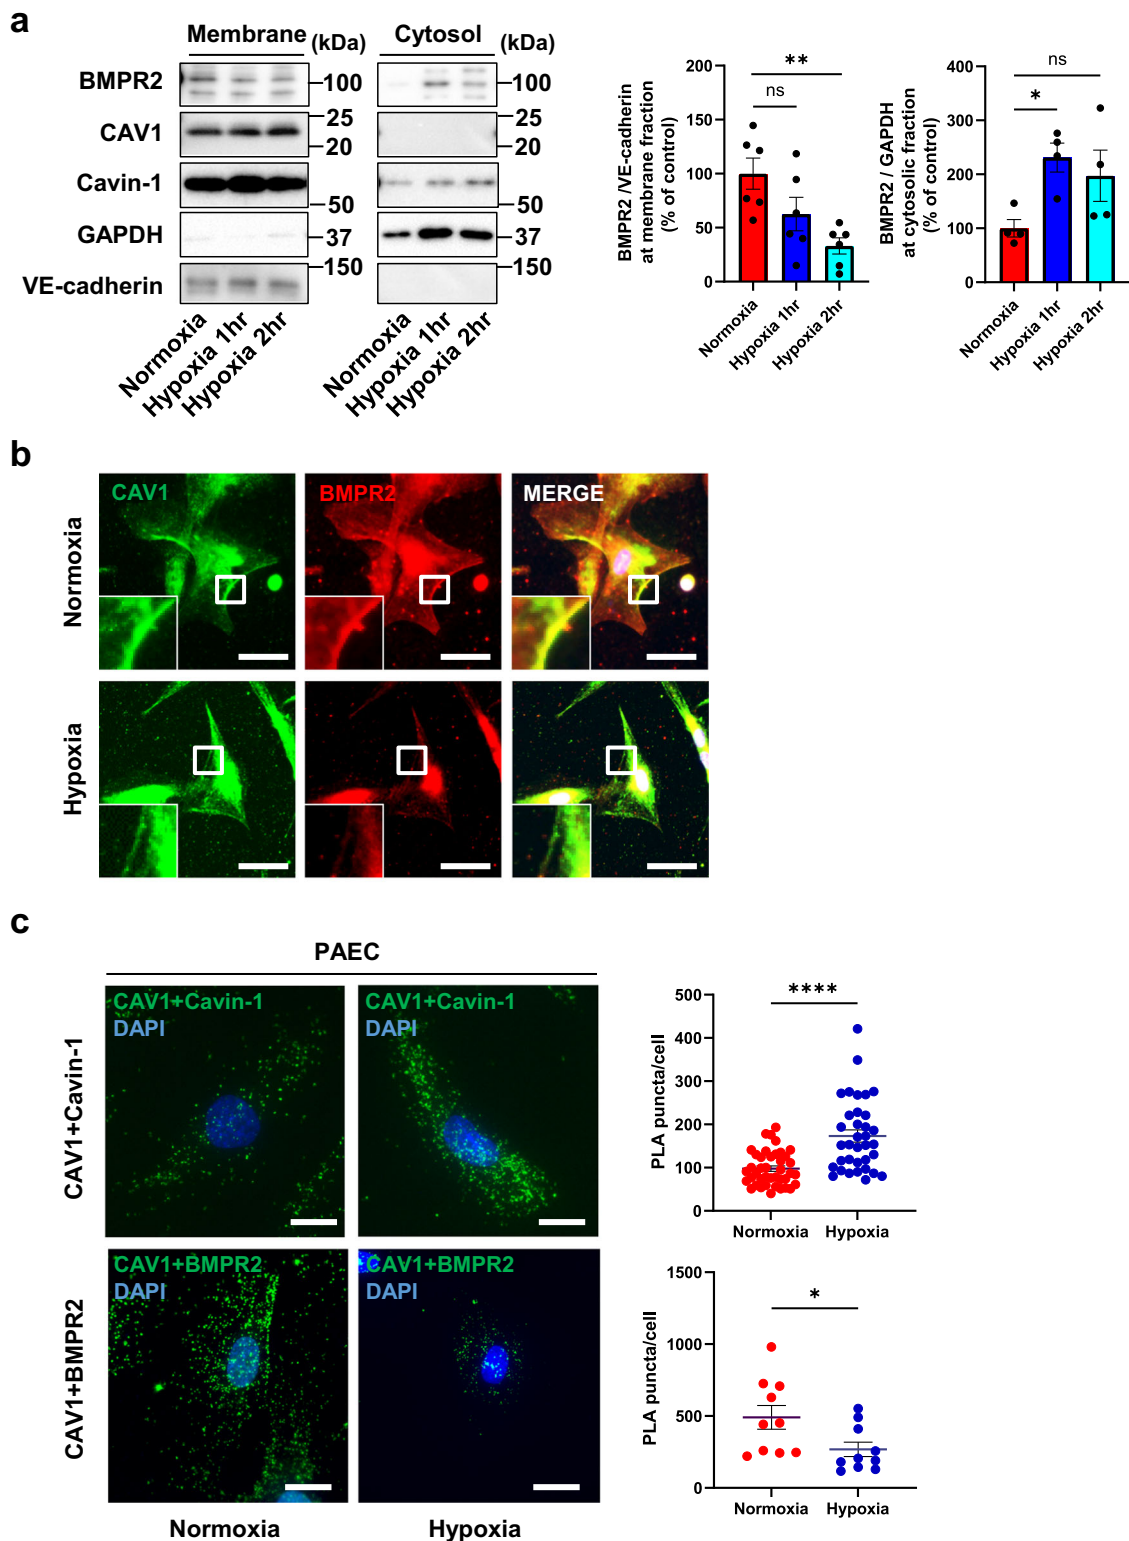 a
Membrane (kDa) Cytosol (kDa)
BMPR2
100
100
CAV1
25
20
25
20
Cavin-1
50
50
GAPDH
37
37
VE-cadherin
150
150
Normoxia
Hypoxia 1hr
Hypoxia 2hr
Normoxia
Hypoxia 1hr
Hypoxia 2hr
BMPR2 /VE-cadherin
at membrane fraction
(% of control)
200
150
100
50
0
**
ns
Normoxia
Hypoxia 1hr
Hypoxia 2hr
BMPR2 / GAPDH
at cytosolic fraction
(% of control)
400
300
200
100
0
ns
*
Normoxia
Hypoxia 1hr
Hypoxia 2hr
b
CAV1
BMPR2
MERGE
Normoxia
Hypoxia
c
PAEC
CAV1+Cavin-1
CAV1+Cavin-1
DAPI
CAV1+Cavin-1
DAPI
CAV1+BMPR2
CAV1+BMPR2
DAPI
CAV1+BMPR2
DAPI
Normoxia
Hypoxia
PLA puncta/cell
500
400
300
200
100
0
****
Normoxia
Hypoxia
PLA puncta/cell
1500
1000
500
0
*
Normoxia
Hypoxia